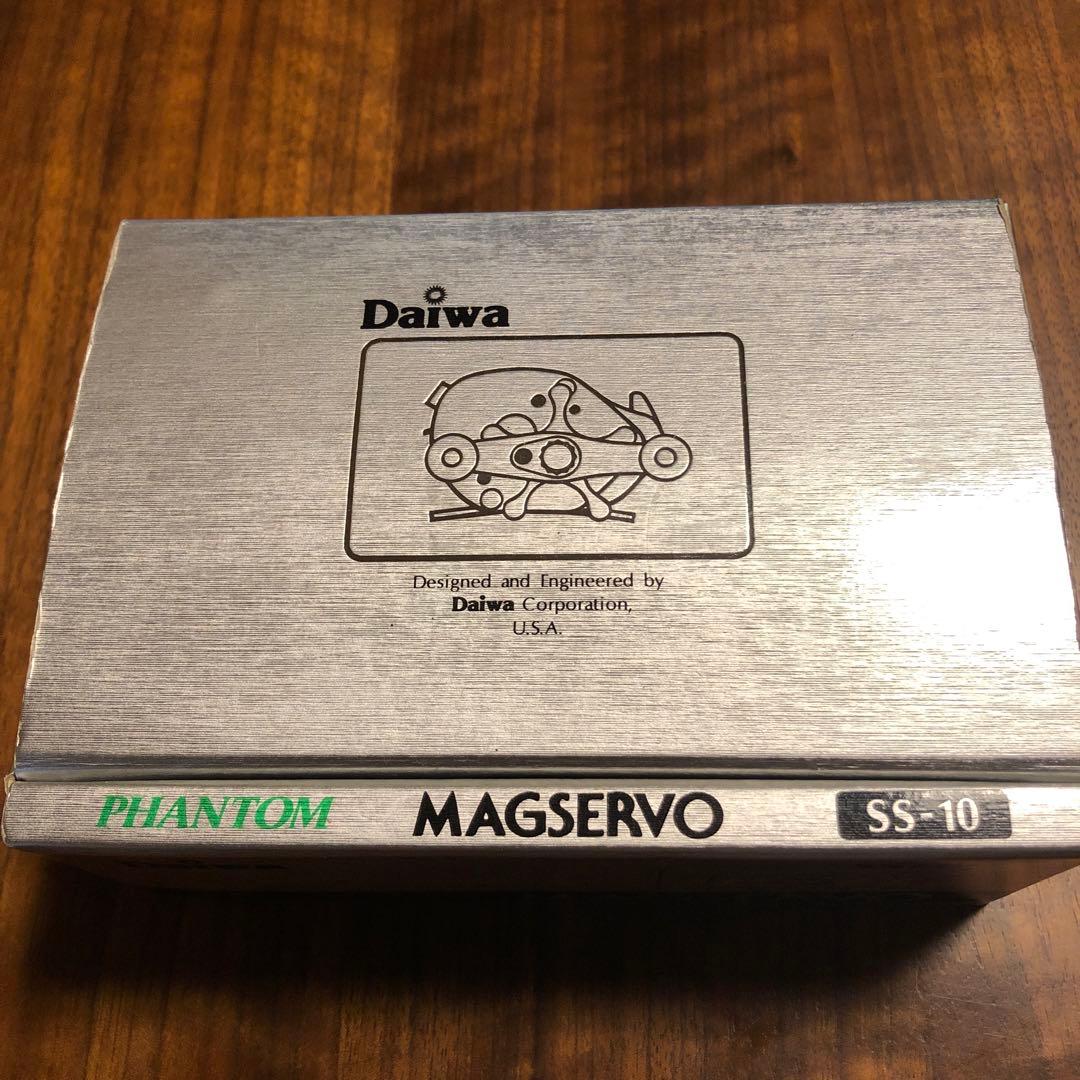 Daiwa
Designed and Engineered by
Daiwa Corporation,
U.S.A.
PHANTOM MAGSERVO SS-10